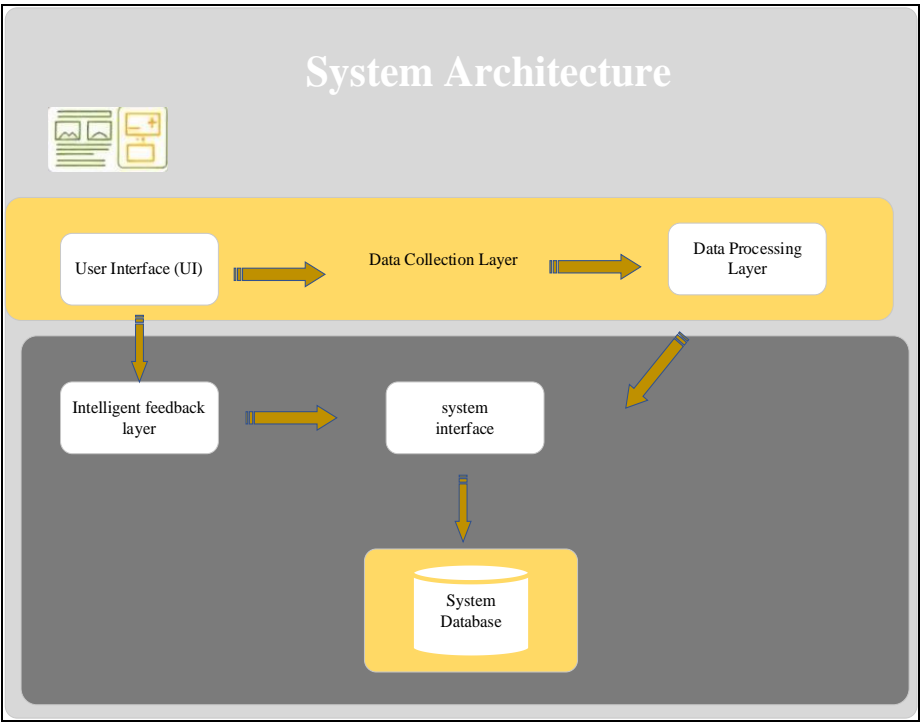 System Architecture
User Interface (UI)
Data Collection Layer
Data Processing
Layer
Intelligent feedback
layer
system
interface
System
Database